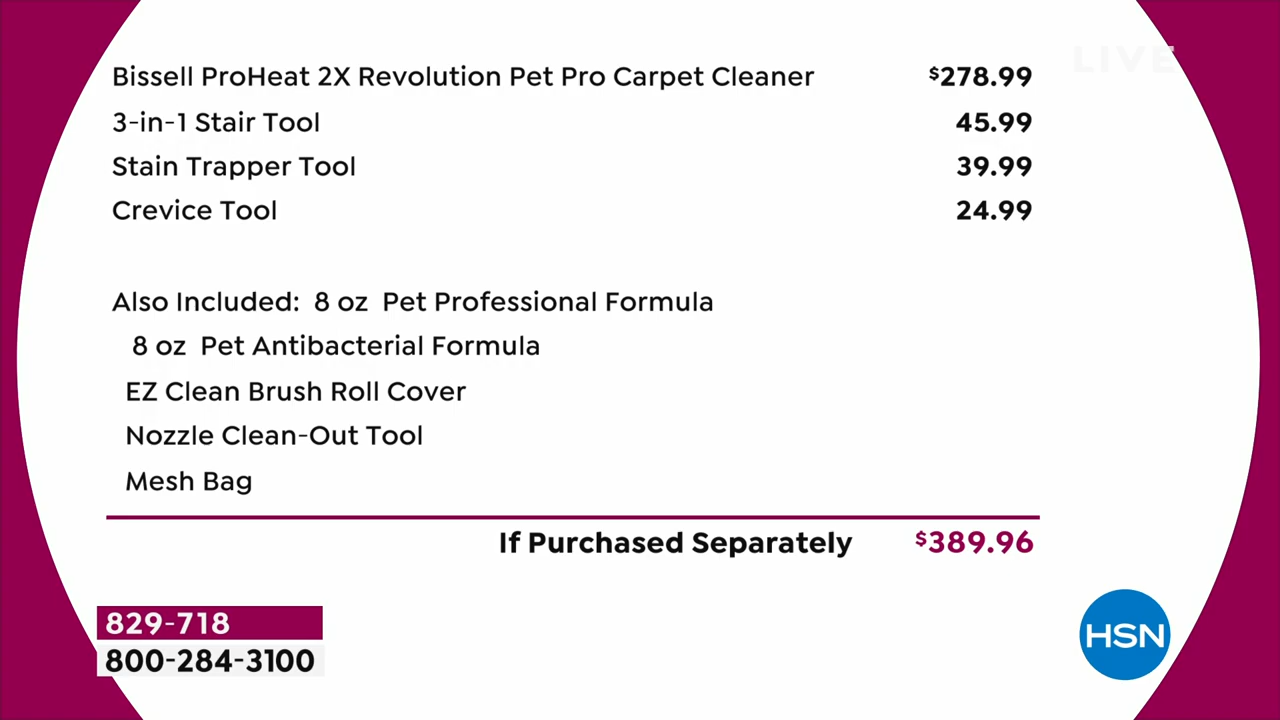 LIVE
Bissell ProHeat 2X Revolution Pet Pro Carpet Cleaner $278.99
3-in-1 Stair Tool 45.99
Stain Trapper Tool 39.99
Crevice Tool 24.99
Also Included: 8 oz Pet Professional Formula
8 oz Pet Antibacterial Formula
EZ Clean Brush Roll Cover
Nozzle Clean-Out Tool
Mesh Bag
If Purchased Separately $389.96
829-718
800-284-3100
HSN